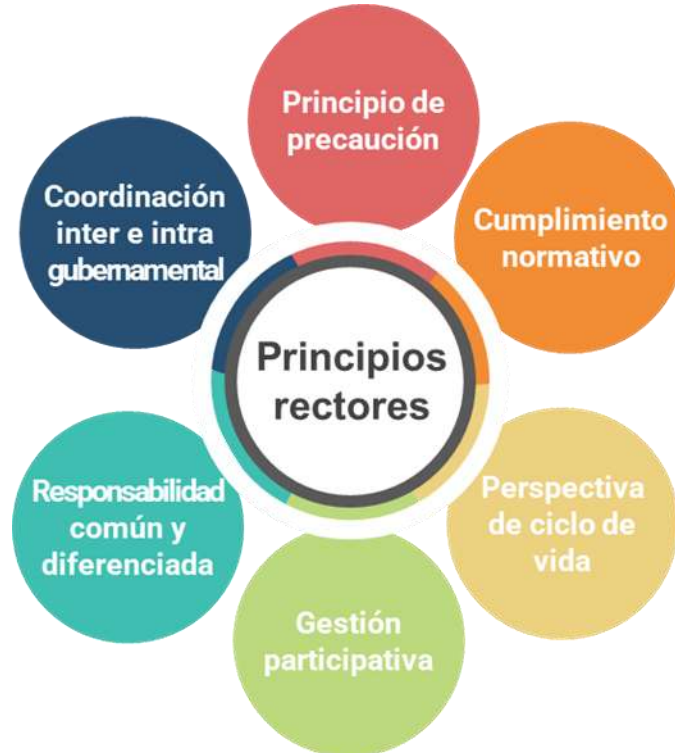 Principio de
precaución
Coordinación
inter e intra
gubernamental
Cumplimiento
normativo
Principios
rectores
Responsabilidad
común y
diferenciada
Perspectiva
de ciclo de
vida
Gestión
participativa